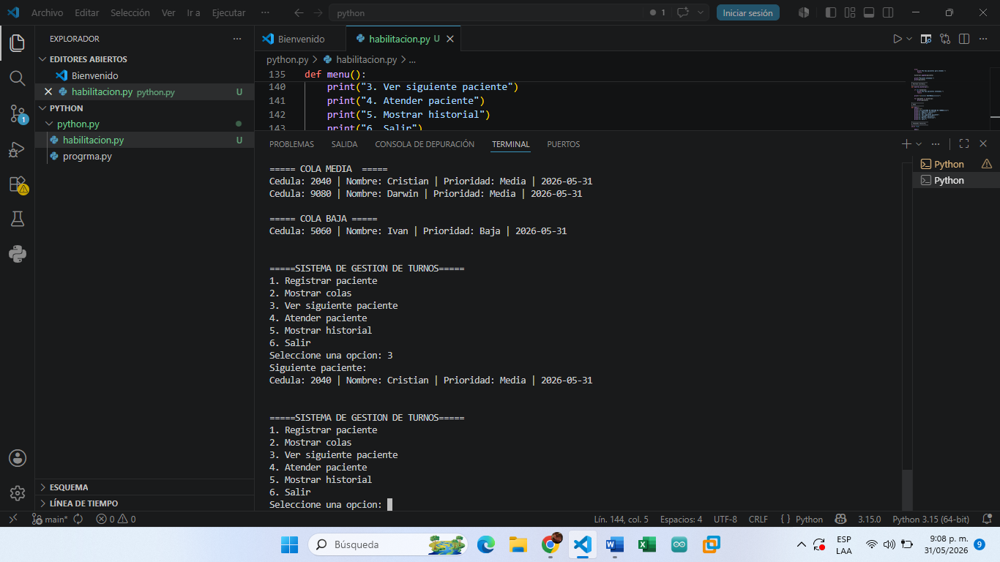 Archivo Editar Selección Ver Ir a Ejecutar ··· python 1 Iniciar sesión
EXPLORADOR ···
EDITORES ABIERTOS
Bienvenido
habilitacion.py python.py U
PYTHON
python.py
habilitacion.py U
progrma.py
ESQUEMA
LÍNEA DE TIEMPO
1
Bienvenido habilitacion.py U
python.py > habilitacion.py > ...
135 def menu():
140 print("3. Ver siguiente paciente")
141 print("4. Atender paciente")
142 print("5. Mostrar historial")
143 print("6. Salir")
PROBLEMAS SALIDA CONSOLA DE DEPURACIÓN TERMINAL PUERTOS
Python
Python
===== COLA MEDIA  =====
Cedula: 2040 | Nombre: Cristian | Prioridad: Media | 2026-05-31
Cedula: 9080 | Nombre: Darwin | Prioridad: Media | 2026-05-31
===== COLA BAJA =====
Cedula: 5060 | Nombre: Ivan | Prioridad: Baja | 2026-05-31
=====SISTEMA DE GESTION DE TURNOS=====
1. Registrar paciente
2. Mostrar colas
3. Ver siguiente paciente
4. Atender paciente
5. Mostrar historial
6. Salir
Seleccione una opcion: 3
Siguiente paciente:
Cedula: 2040 | Nombre: Cristian | Prioridad: Media | 2026-05-31
=====SISTEMA DE GESTION DE TURNOS=====
1. Registrar paciente
2. Mostrar colas
3. Ver siguiente paciente
4. Atender paciente
5. Mostrar historial
6. Salir
Seleccione una opcion:
main* 0 0 Lín. 144, col. 5 Espacios: 4 UTF-8 CRLF { } Python 3.15.0 Python 3.15 (64-bit)
Búsqueda
ESP
LAA
9:08 p. m.
31/05/2026
9